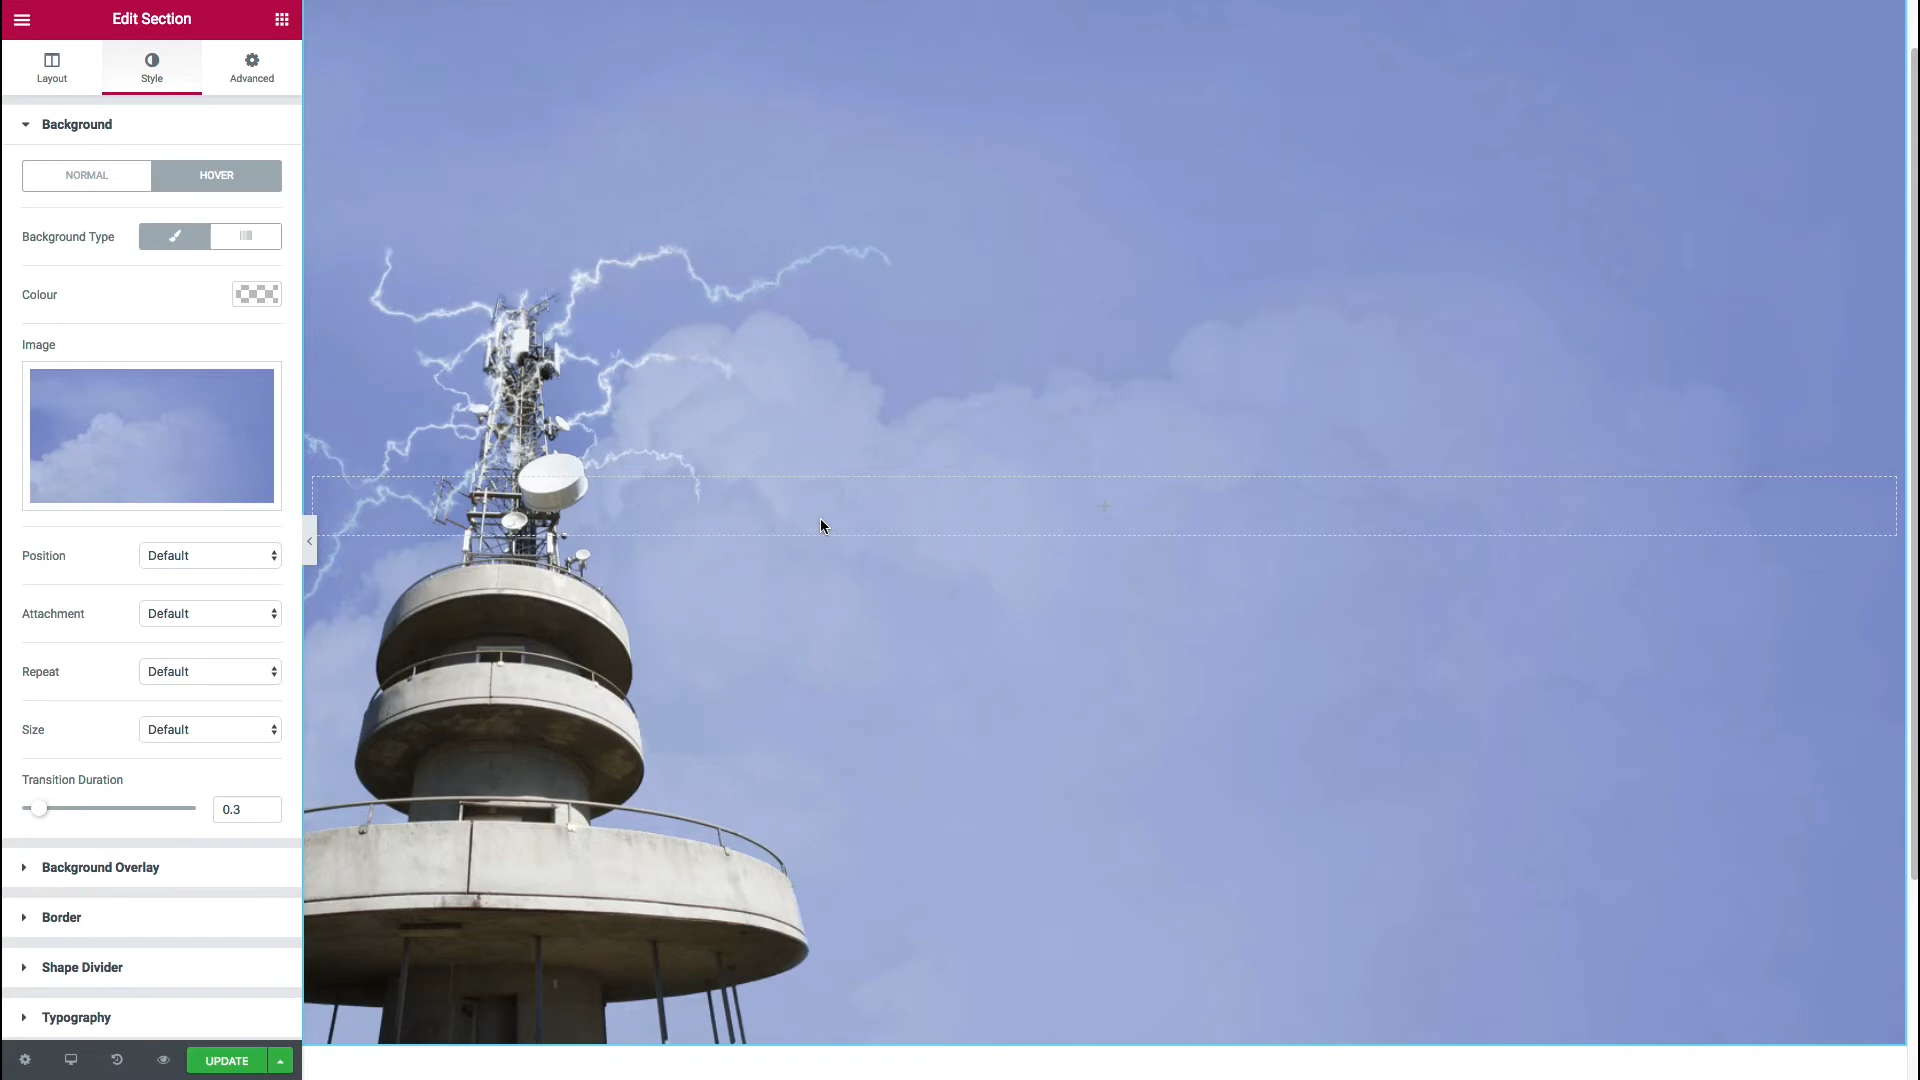 Edit Section
Layout
Style
Advanced
Background
NORMAL
HOVER
Background Type
Colour
Image
Position
Default
Attachment
Default
Repeat
Default
Size
Default
Transition Duration
0.3
Background Overlay
Border
Shape Divider
Typography
UPDATE